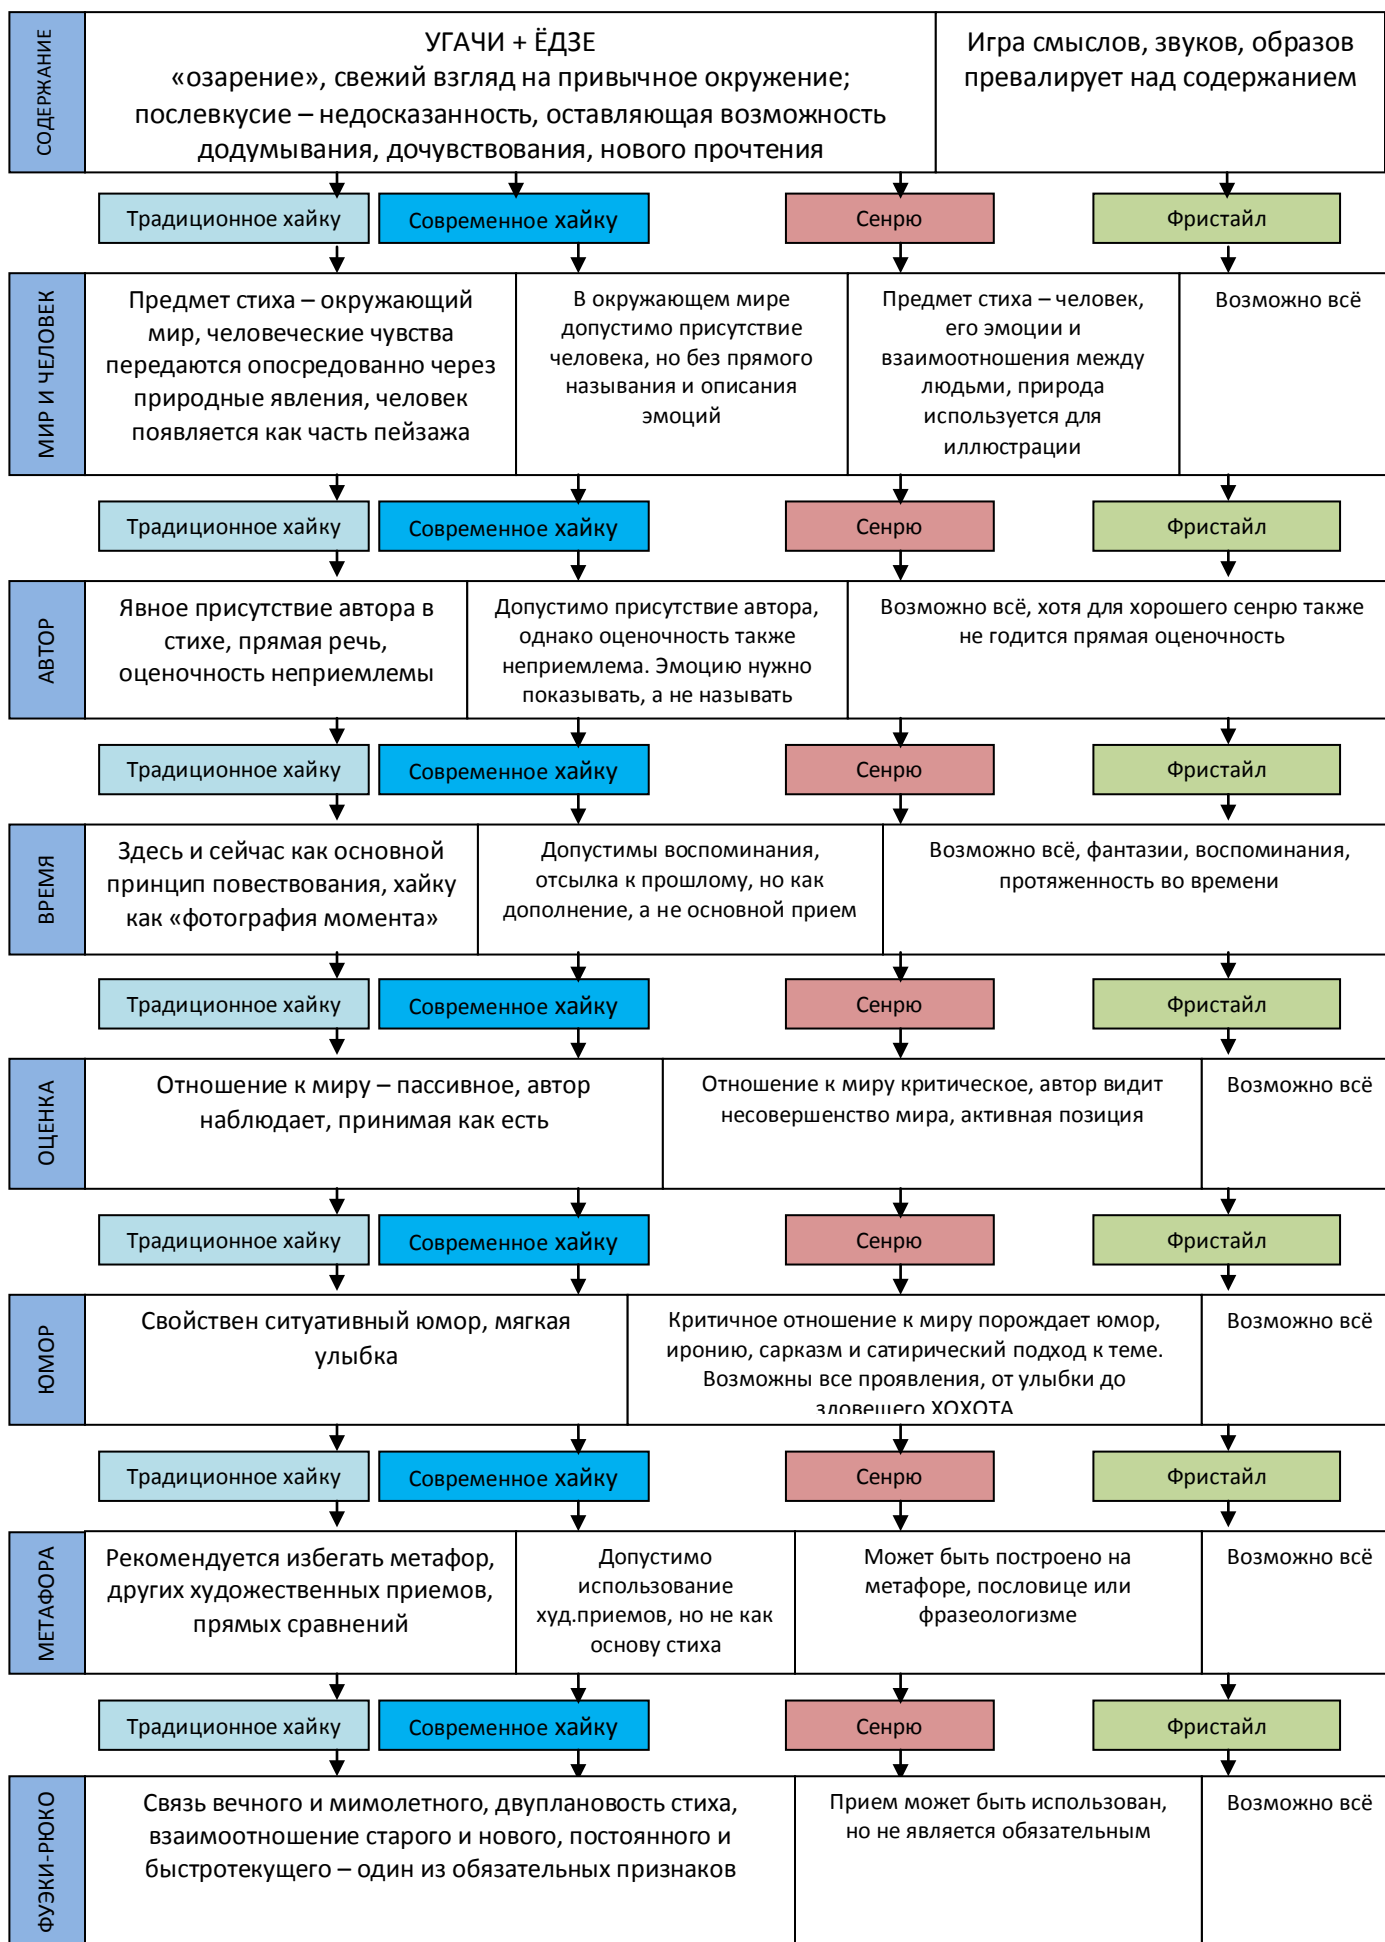 СОДЕРЖАНИЕ
УГАЧИ + ЁДЗЕ
«озарение», свежий взгляд на привычное окружение;
послевкусие – недосказанность, оставляющая возможность
додумывания, дочувствования, нового прочтения
Игра смыслов, звуков, образов
превалирует над содержанием
Традиционное хайку
Современное хайку
Сенрю
Фристайл
МИР И ЧЕЛОВЕК
Предмет стиха – окружающий
мир, человеческие чувства
передаются опосредованно через
природные явления, человек
появляется как часть пейзажа
В окружающем мире
допустимо присутствие
человека, но без прямого
называния и описания
эмоций
Предмет стиха – человек,
его эмоции и
взаимоотношения между
людьми, природа
используется для
иллюстрации
Возможно всё
Традиционное хайку
Современное хайку
Сенрю
Фристайл
АВТОР
Явное присутствие автора в
стихе, прямая речь,
оценочность неприемлемы
Допустимо присутствие автора,
однако оценочность также
неприемлема. Эмоцию нужно
показывать, а не называть
Возможно всё, хотя для хорошего сенрю также
не годится прямая оценочность
Традиционное хайку
Современное хайку
Сенрю
Фристайл
ВРЕМЯ
Здесь и сейчас как основной
принцип повествования, хайку
как «фотография момента»
Допустимы воспоминания,
отсылка к прошлому, но как
дополнение, а не основной прием
Возможно всё, фантазии, воспоминания,
протяженность во времени
Традиционное хайку
Современное хайку
Сенрю
Фристайл
ОЦЕНКА
Отношение к миру – пассивное, автор
наблюдает, принимая как есть
Отношение к миру критическое, автор видит
несовершенство мира, активная позиция
Возможно всё
Традиционное хайку
Современное хайку
Сенрю
Фристайл
ЮМОР
Свойствен ситуативный юмор, мягкая
улыбка
Критичное отношение к миру порождает юмор,
иронию, сарказм и сатирический подход к теме.
Возможны все проявления, от улыбки до
зловещего ХОХОТА
Возможно всё
Традиционное хайку
Современное хайку
Сенрю
Фристайл
МЕТАФОРА
Рекомендуется избегать метафор,
других художественных приемов,
прямых сравнений
Допустимо
использование
худ.приемов, но не как
основу стиха
Может быть построено на
метафоре, пословице или
фразеологизме
Возможно всё
Традиционное хайку
Современное хайку
Сенрю
Фристайл
ФУЭКИ-РЮКО
Связь вечного и мимолетного, двуплановость стиха,
взаимоотношение старого и нового, постоянного и
быстротекущего – один из обязательных признаков
Прием может быть использован,
но не является обязательным
Возможно всё